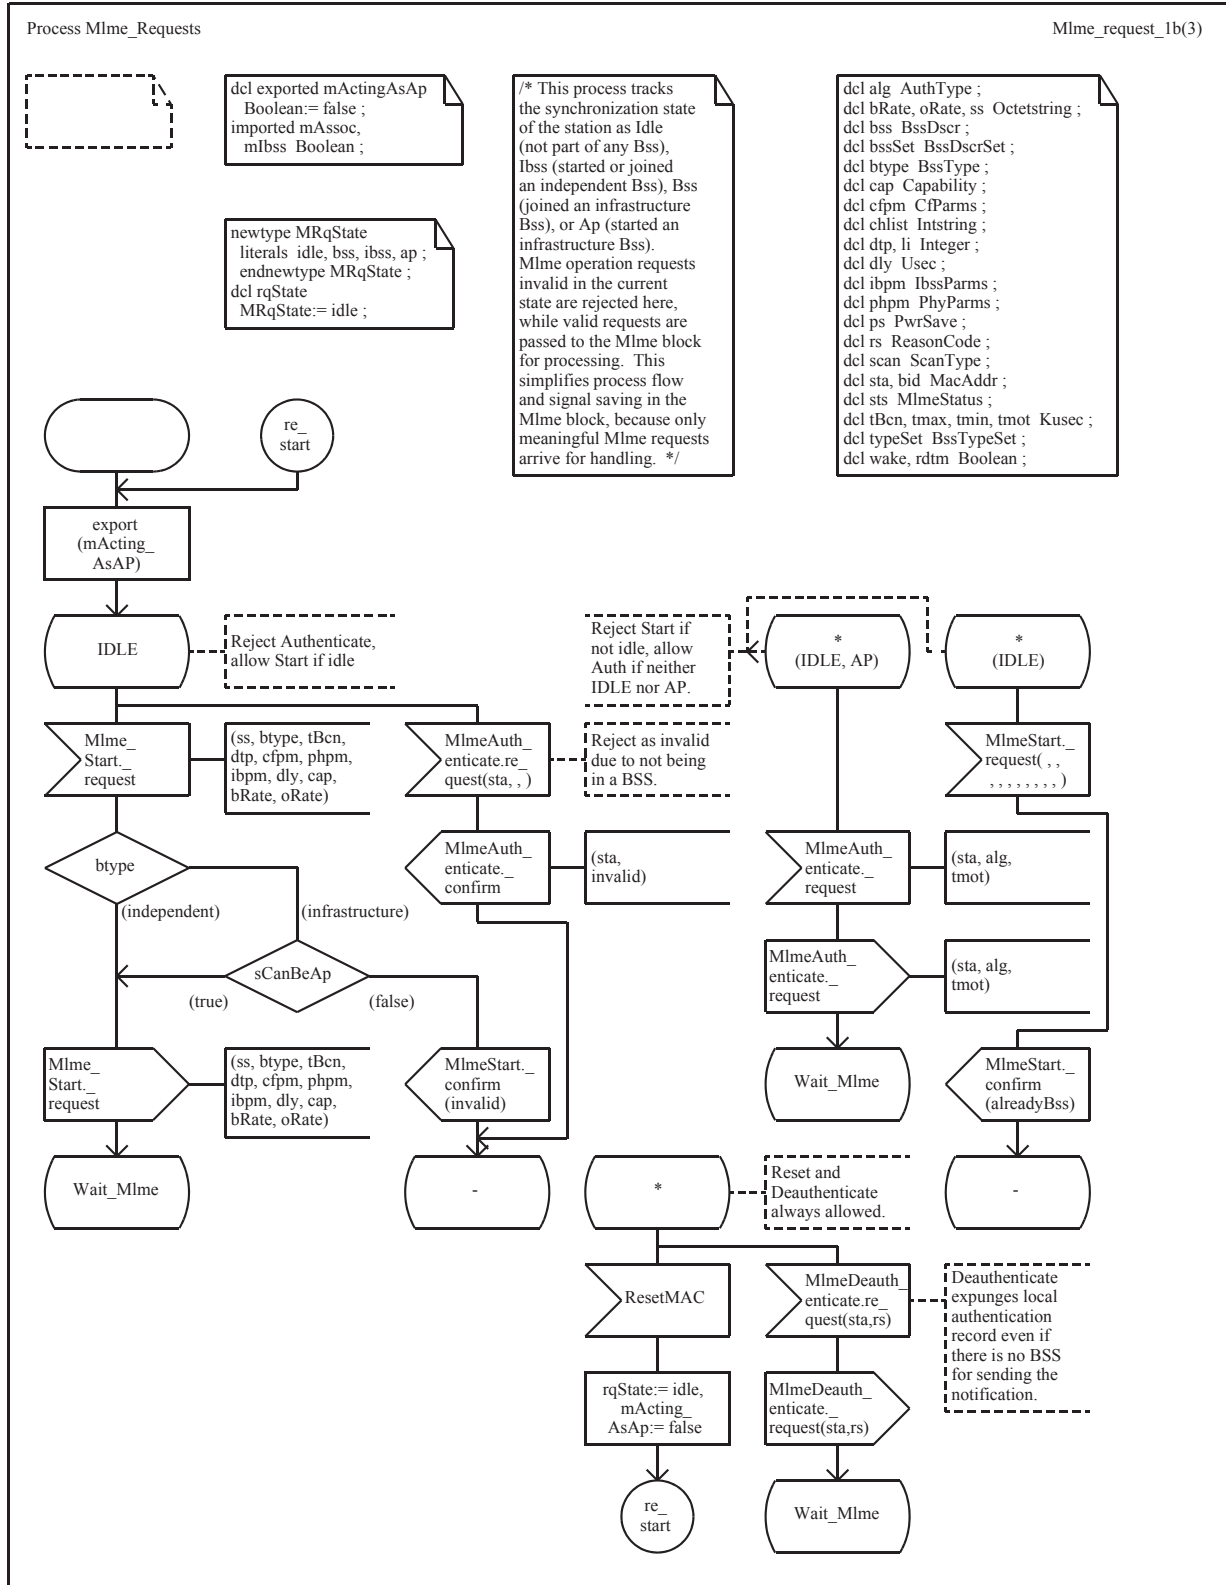 Process Mlme_Requests
Mlme_request_1b(3)
dcl exported mActingAsAp
Boolean:= false ;
imported mAssoc,
mIbss Boolean ;
newtype MRqState
literals idle, bss, ibss, ap ;
endnewtype MRqState ;
dcl rqState
MRqState:= idle ;
/* This process tracks
the synchronization state
of the station as Idle
(not part of any Bss),
Ibss (started or joined
an independent Bss), Bss
(joined an infrastructure
Bss), or Ap (started an
infrastructure Bss).
Mlme operation requests
invalid in the current
state are rejected here,
while valid requests are
passed to the Mlme block
for processing. This
simplifies process flow
and signal saving in the
Mlme block, because only
meaningful Mlme requests
arrive for handling. */
dcl alg AuthType ;
dcl bRate, oRate, ss Octetstring ;
dcl bss BssDscr ;
dcl bssSet BssDscrSet ;
dcl btype BssType ;
dcl cap Capability ;
dcl cfpm CfParms ;
dcl chlist Intstring ;
dcl dtp, li Integer ;
dcl dly Usec ;
dcl ibpm IbssParms ;
dcl phpm PhyParms ;
dcl ps PwrSave ;
dcl rs ReasonCode ;
dcl scan ScanType ;
dcl sta, bid MacAddr ;
dcl sts MlmeStatus ;
dcl tBcn, tmax, tmin, tmot Kusec ;
dcl typeSet BssTypeSet ;
dcl wake, rdtm Boolean ;
re_
start
export
(mActing_
AsAP)
IDLE
Reject Authenticate,
allow Start if idle
Reject Start if
not idle, allow
Auth if neither
IDLE nor AP.
*
(IDLE, AP)
*
(IDLE)
Mlme_
Start._
request
(ss, btype, tBcn,
dtp, cfpm, phpm,
ibpm, dly, cap,
bRate, oRate)
MlmeAuth_
enticate.re_
quest(sta, , )
Reject as invalid
due to not being
in a BSS.
MlmeStart._
request( , ,
, , , , , , , , )
btype
(independent)
(infrastructure)
MlmeAuth_
enticate._
confirm
(sta,
invalid)
MlmeAuth_
enticate._
request
(sta, alg,
tmot)
sCanBeAp
(true)
(false)
MlmeAuth_
enticate._
request
(sta, alg,
tmot)
Mlme_
Start._
request
(ss, btype, tBcn,
dtp, cfpm, phpm,
ibpm, dly, cap,
bRate, oRate)
MlmeStart._
confirm
(invalid)
Wait_Mlme
MlmeStart._
confirm
(alreadyBss)
Wait_Mlme
-
*
Reset and
Deauthenticate
always allowed.
-
ResetMAC
MlmeDeauth_
enticate.re_
quest(sta,rs)
Deauthenticate
expunges local
authentication
record even if
there is no BSS
for sending the
notification.
rqState:= idle,
mActing_
AsAp:= false
MlmeDeauth_
enticate._
request(sta,rs)
re_
start
Wait_Mlme